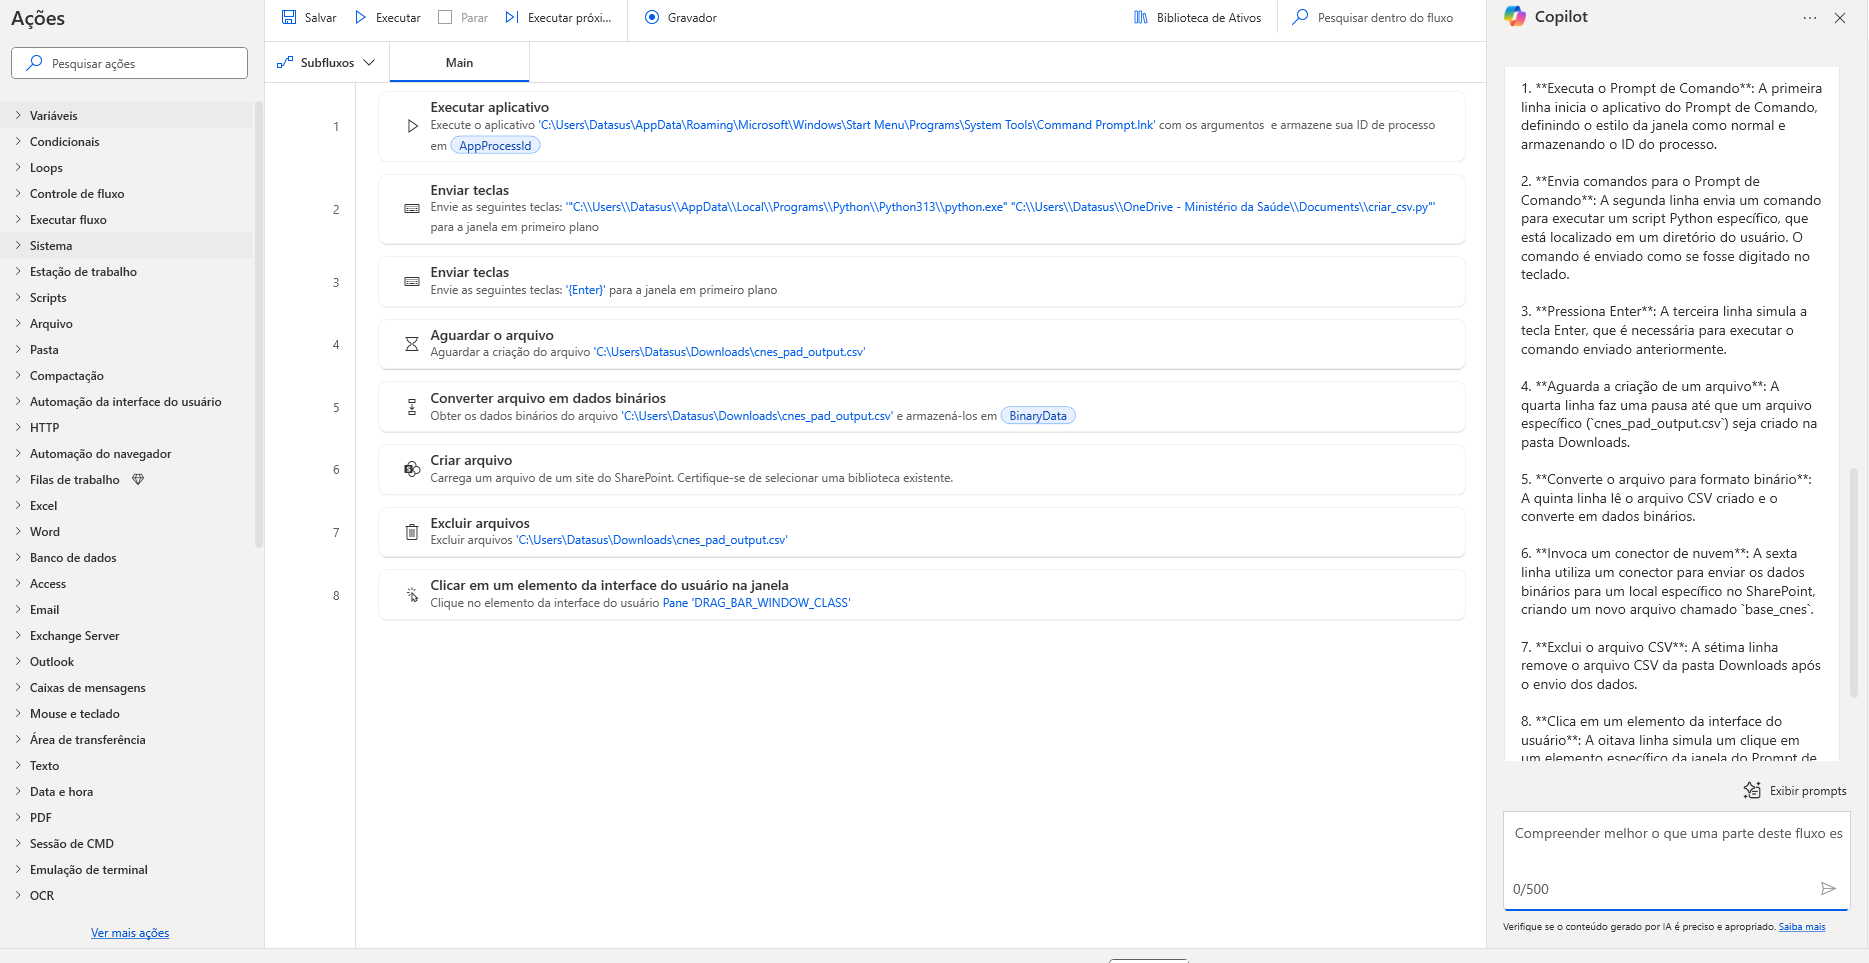 Ações
Pesquisar ações
Variáveis
Condicionais
Loops
Controle de fluxo
Executar fluxo
Sistema
Estação de trabalho
Scripts
Arquivo
Pasta
Compactação
Automação da interface do usuário
HTTP
Automação do navegador
Filas de trabalho
Excel
Word
Banco de dados
Access
Email
Exchange Server
Outlook
Caixas de mensagens
Mouse e teclado
Área de transferência
Texto
Data e hora
PDF
Sessão de CMD
Emulação de terminal
OCR
Ver mais ações
Salvar Executar Parar Executar próxi... Gravador Biblioteca de Ativos Pesquisar dentro do fluxo
Subfluxos Main
1 Executar aplicativo
Execute o aplicativo 'C:\Users\Datasus\AppData\Roaming\Microsoft\Windows\Start Menu\Programs\System Tools\Command Prompt.lnk' com os argumentos e armazene sua ID de processo
em AppProcessId
2 Enviar teclas
Envie as seguintes teclas: '"C:\\Users\\Datasus\\AppData\\Local\\Programs\\Python\\Python313\\python.exe" "C:\\Users\\Datasus\\OneDrive - Ministério da Saúde\\Documents\\criar_csv.py"'
para a janela em primeiro plano
3 Enviar teclas
Envie as seguintes teclas: '{Enter}' para a janela em primeiro plano
4 Aguardar o arquivo
Aguardar a criação do arquivo 'C:\Users\Datasus\Downloads\cnes_pad_output.csv'
5 Converter arquivo em dados binários
Obter os dados binários do arquivo 'C:\Users\Datasus\Downloads\cnes_pad_output.csv' e armazená-los em BinaryData
6 Criar arquivo
Carrega um arquivo de um site do SharePoint. Certifique-se de selecionar uma biblioteca existente.
7 Excluir arquivos
Excluir arquivos 'C:\Users\Datasus\Downloads\cnes_pad_output.csv'
8 Clicar em um elemento da interface do usuário na janela
Clique no elemento da interface do usuário Pane 'DRAG_BAR_WINDOW_CLASS'
Copilot
1. **Executa o Prompt de Comando**: A primeira
linha inicia o aplicativo do Prompt de Comando,
definindo o estilo da janela como normal e
armazenando o ID do processo.
2. **Envia comandos para o Prompt de
Comando**: A segunda linha envia um comando
para executar um script Python específico, que
está localizado em um diretório do usuário. O
comando é enviado como se fosse digitado no
teclado.
3. **Pressiona Enter**: A terceira linha simula a
tecla Enter, que é necessária para executar o
comando enviado anteriormente.
4. **Aguarda a criação de um arquivo**: A
quarta linha faz uma pausa até que um arquivo
específico (`cnes_pad_output.csv`) seja criado na
pasta Downloads.
5. **Converte o arquivo para formato binário**:
A quinta linha lê o arquivo CSV criado e o
converte em dados binários.
6. **Invoca um conector de nuvem**: A sexta
linha utiliza um conector para enviar os dados
binários para um local específico no SharePoint,
criando um novo arquivo chamado `base_cnes`.
7. **Exclui o arquivo CSV**: A sétima linha
remove o arquivo CSV da pasta Downloads após
o envio dos dados.
8. **Clica em um elemento da interface do
usuário**: A oitava linha simula um clique em
um elemento específico da janela do Prompt de
Exibir prompts
Compreender melhor o que uma parte deste fluxo es
0/500
Verifique se o conteúdo gerado por IA é preciso e apropriado. Saiba mais